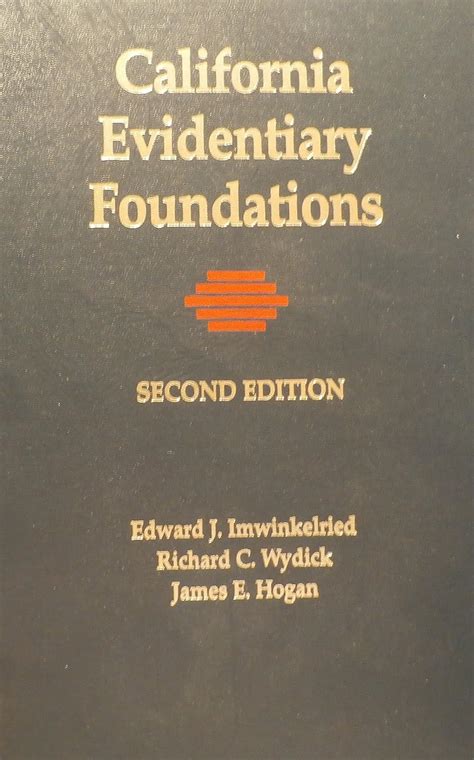 California
Evidentiary
Foundations
SECOND EDITION
Edward J. Imwinkelried
Richard C. Wydick
James E. Hogan